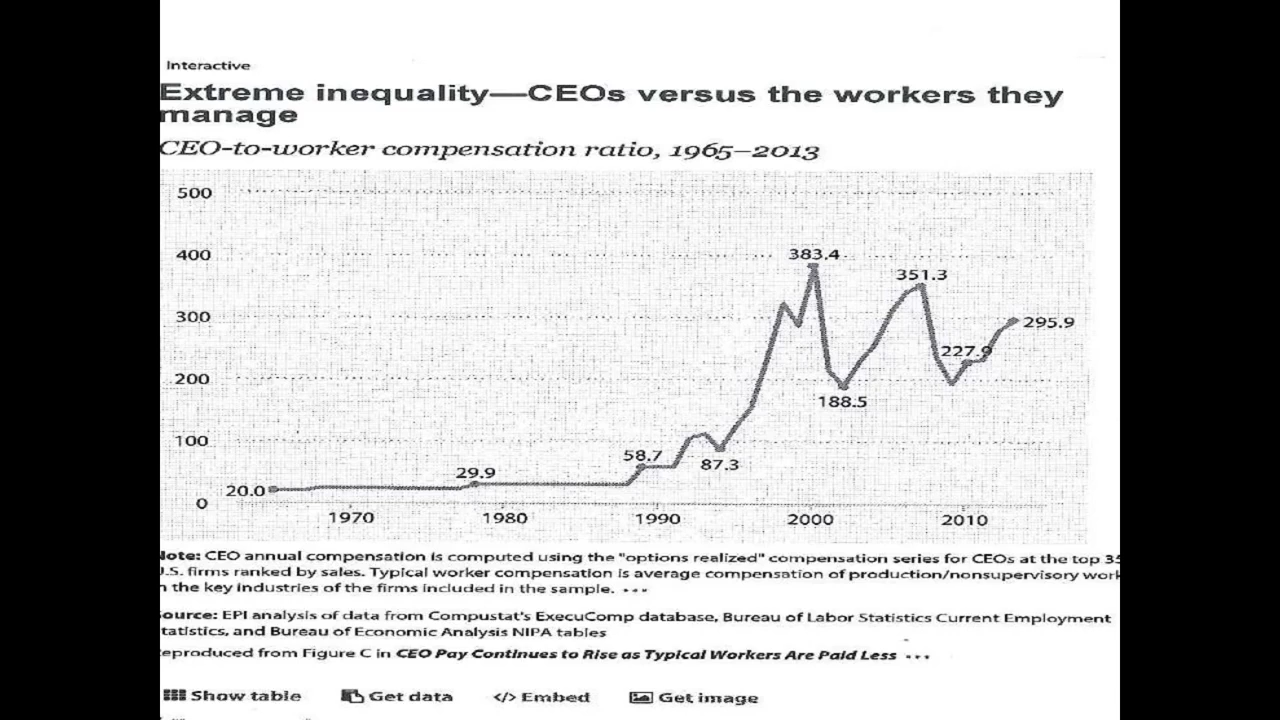 Interactive
Extreme inequality—CEOs versus the workers they
manage
CEO-to-worker compensation ratio, 1965–2013
500
400
300
200
100
0
20.0
29.9
58.7
87.3
383.4
188.5
351.3
227.9
295.9
1970 1980 1990 2000 2010
Note: CEO annual compensation is computed using the "options realized" compensation series for CEOs at the top 35
U.S. firms ranked by sales. Typical worker compensation is average compensation of production/nonsupervisory work
n the key industries of the firms included in the sample. •••
ource: EPI analysis of data from Compustat's ExecuComp database, Bureau of Labor Statistics Current Employment
tatistics, and Bureau of Economic Analysis NIPA tables
eproduced from Figure C in CEO Pay Continues to Rise as Typical Workers Are Paid Less •••
Show table Get data </> Embed Get image